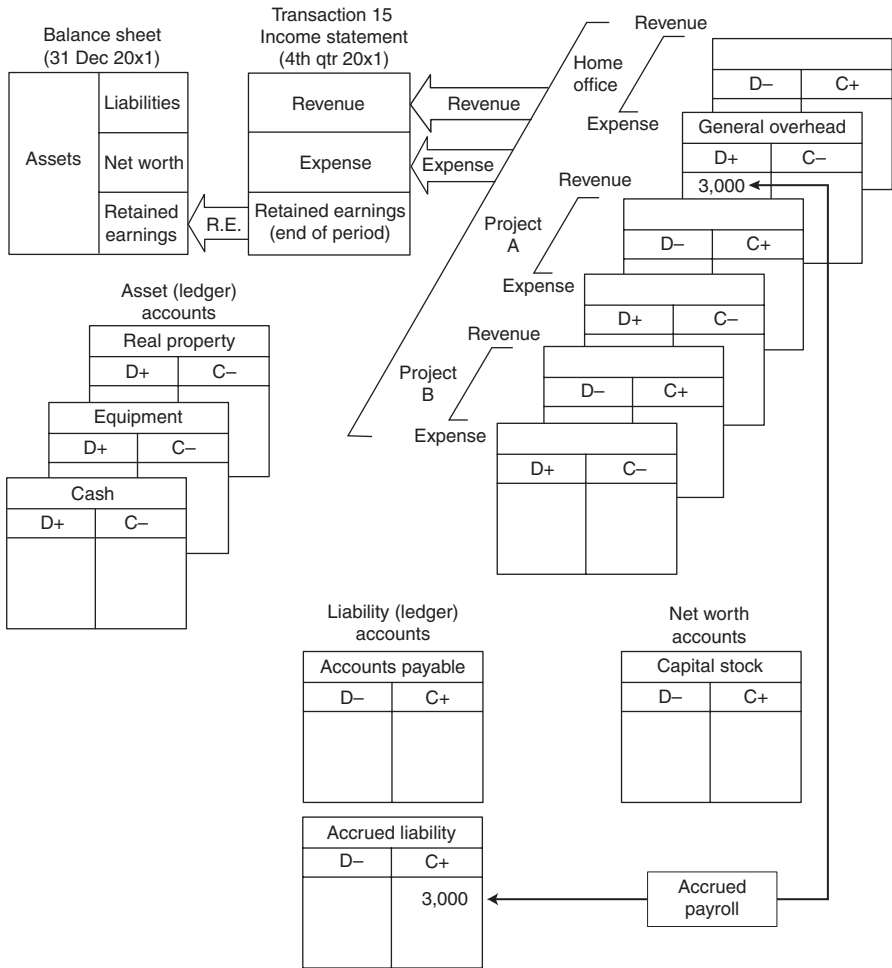 Balance sheet
(31 Dec 20x1)
Assets
Liabilities
Net worth
Retained
earnings
Transaction 15
Income statement
(4th qtr 20x1)
Revenue
Expense
Retained earnings
(end of period)
Revenue
Expense
R.E.
Home
office
Revenue
Expense
Project
A
Revenue
Expense
Project
B
Revenue
Expense
D– C+
General overhead
D+ C–
3,000
D– C+
D+ C–
D– C+
D+ C–
Asset (ledger)
accounts
Real property
D+ C–
Equipment
D+ C–
Cash
D+ C–
Liability (ledger)
accounts
Accounts payable
D– C+
Accrued liability
D– C+
3,000
Net worth
accounts
Capital stock
D– C+
Accrued
payroll